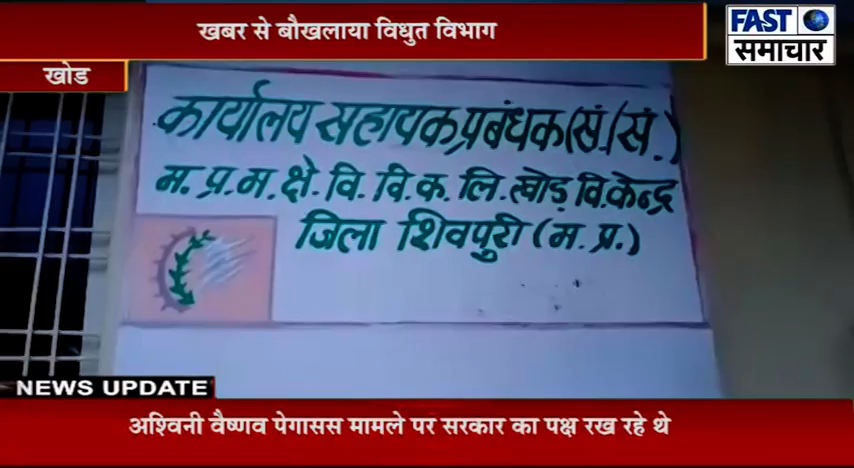 खबर से बौखलाया विधुत विभाग
FAST
समाचार
खोड
कार्यालय सहायक प्रबंधक (सं./सं.)
म. प्र. म. क्षे. वि. वि. क. लि. खोड़ वि. केन्द्र
जिला शिवपुरी (म. प्र.)
NEWS UPDATE
अश्विनी वैष्णव पेगासस मामले पर सरकार का पक्ष रख रहे थे